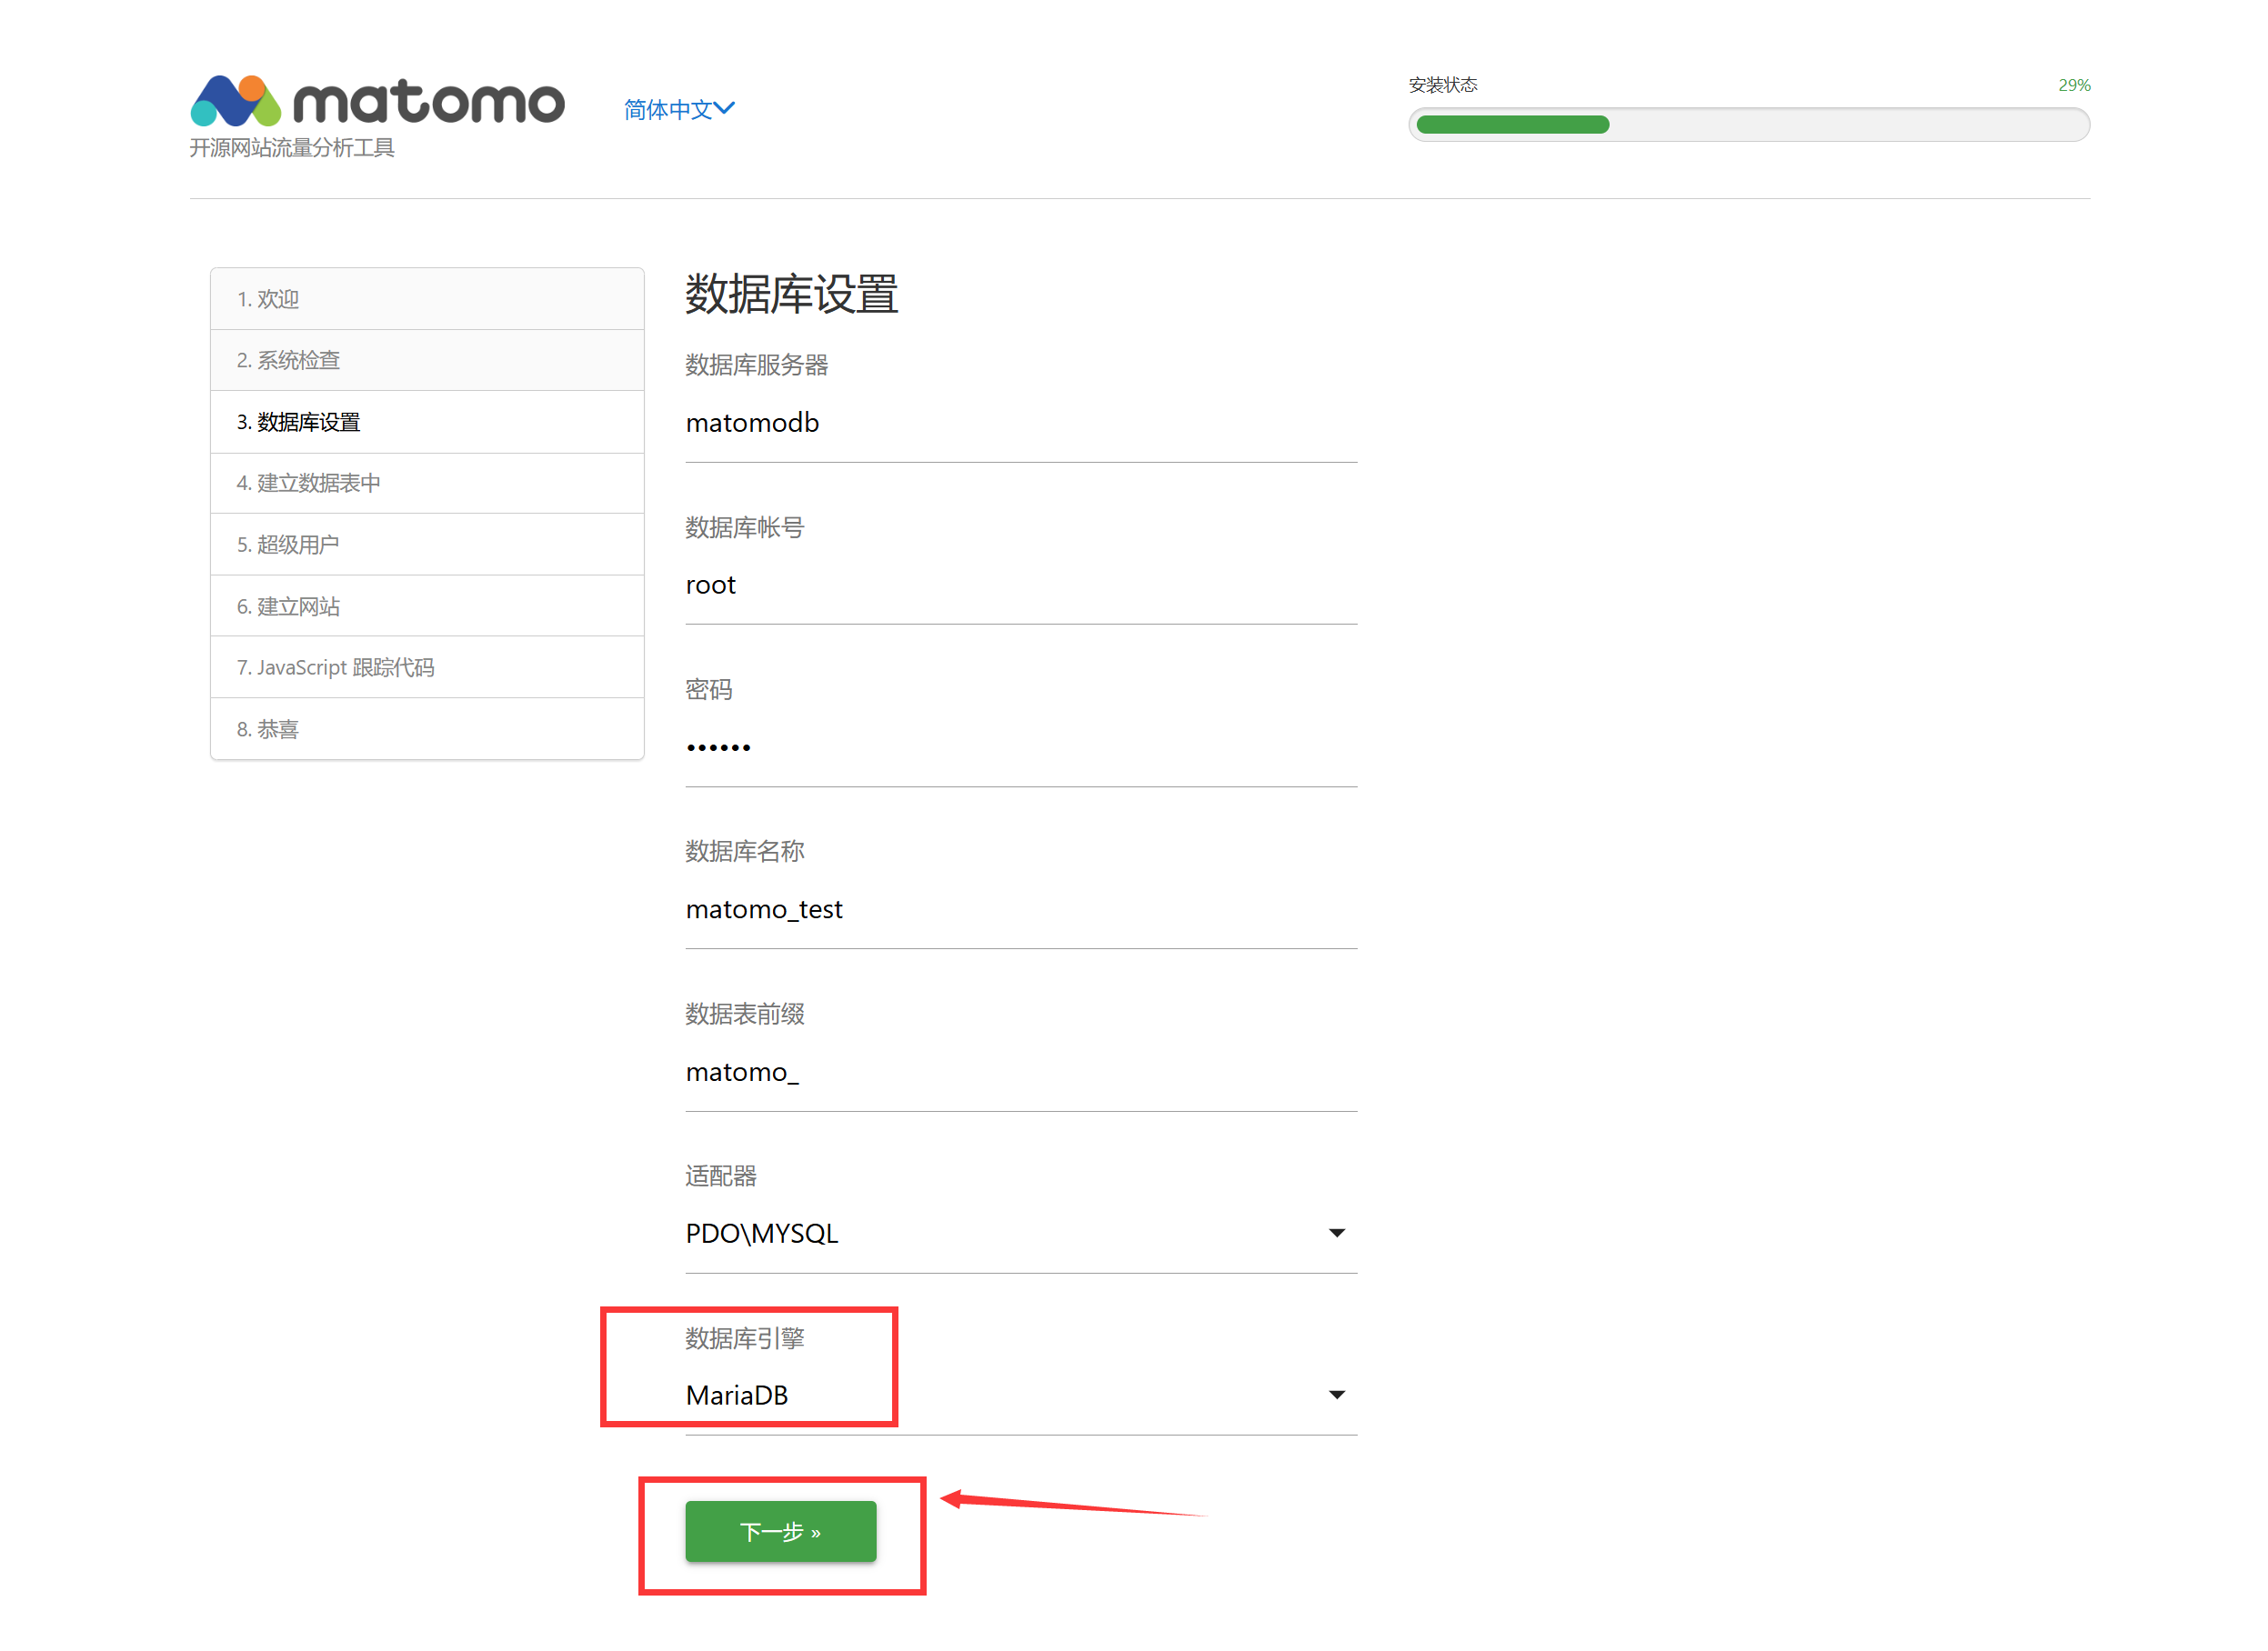 matomo
简体中文
开源网站流量分析工具
安装状态
29%
1. 欢迎
2. 系统检查
3. 数据库设置
4. 建立数据表中
5. 超级用户
6. 建立网站
7. JavaScript 跟踪代码
8. 恭喜
数据库设置
数据库服务器
matomodb
数据库帐号
root
密码
••••••
数据库名称
matomo_test
数据表前缀
matomo_
适配器
PDO\MYSQL
数据库引擎
MariaDB
下一步 »